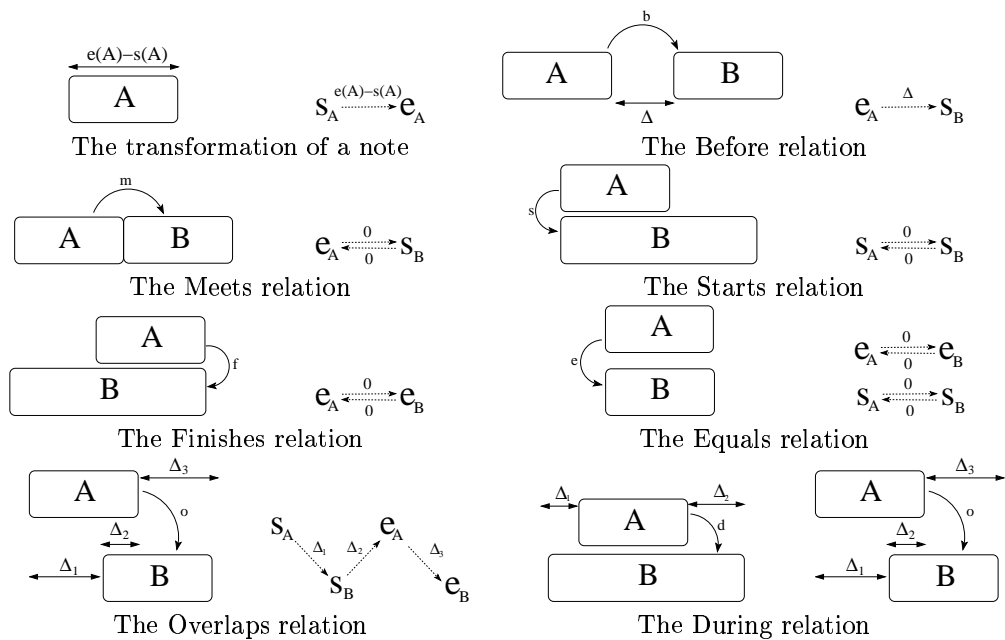 e(A)−s(A)
A
s_A e(A)−s(A) e_A
The transformation of a note
b
A B
Δ
e_A Δ s_B
The Before relation
m
A B
e_A 0 0 s_B
The Meets relation
A
s
B
s_A 0 0 s_B
The Starts relation
A
f
B
e_A 0 0 e_B
The Finishes relation
A
e
B
e_A 0 0 e_B
s_A 0 0 s_B
The Equals relation
Δ₃
A
o
Δ₂
Δ₁ B
s_A e_A
Δ₁ Δ₂ Δ₃
s_B e_B
The Overlaps relation
Δ₁ Δ₂
A
d
B
Δ₃
A
o
Δ₂
Δ₁ B
The During relation